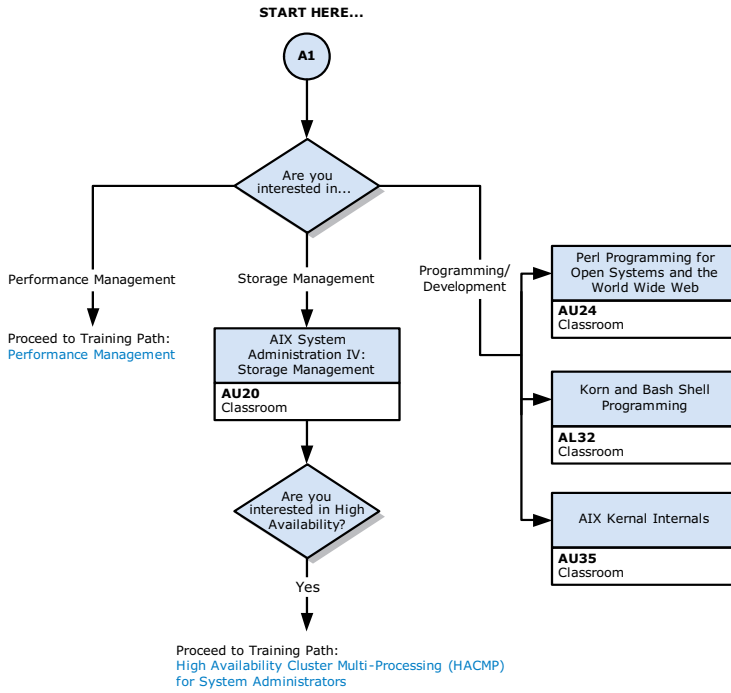 START HERE...
A1
Are you
interested in...
Performance Management
Storage Management
Programming/
Development
Proceed to Training Path:
Performance Management
AIX System
Administration IV:
Storage Management
AU20
Classroom
Are you
interested in High
Availability?
Yes
Proceed to Training Path:
High Availability Cluster Multi-Processing (HACMP)
for System Administrators
Perl Programming for
Open Systems and the
World Wide Web
AU24
Classroom
Korn and Bash Shell
Programming
AL32
Classroom
AIX Kernal Internals
AU35
Classroom